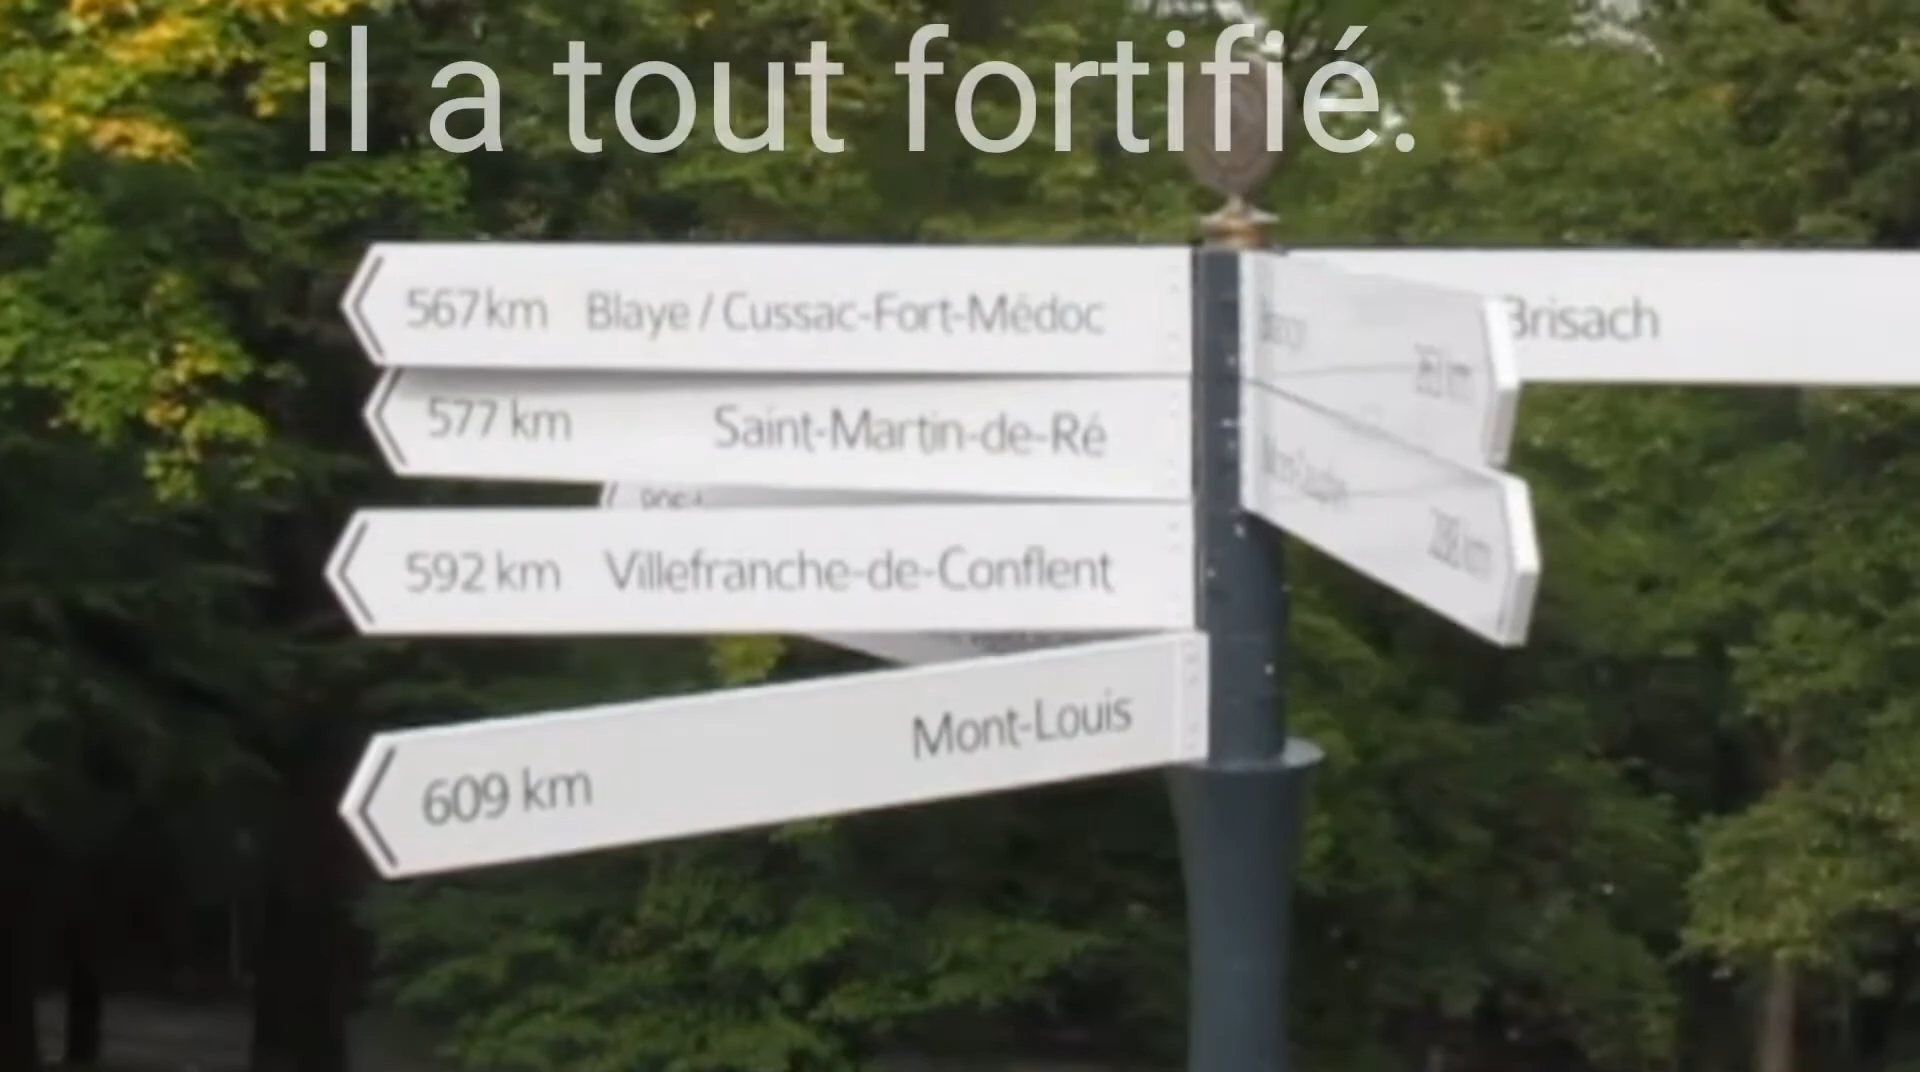 il a tout fortifié.
567 km Blaye / Cussac-Fort-Médoc
Brisach
577 km Saint-Martin-de-Ré
592 km Villefranche-de-Conflent
Mont-Louis
609 km